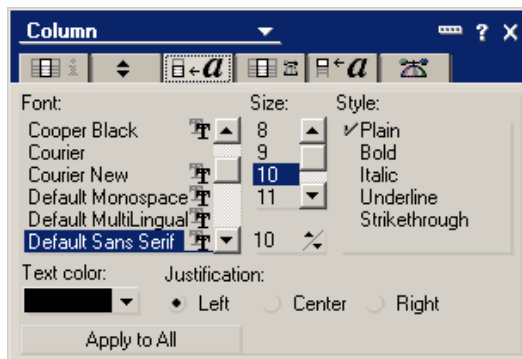 Column
?
X
i
a
a
Font:
Size:
Style:
Cooper Black
Courier
Courier New
Default Monospace
Default MultiLingual
Default Sans Serif
8
9
10
11
10
Plain
Bold
Italic
Underline
Strikethrough
Text color:
Justification:
Left
Center
Right
Apply to All